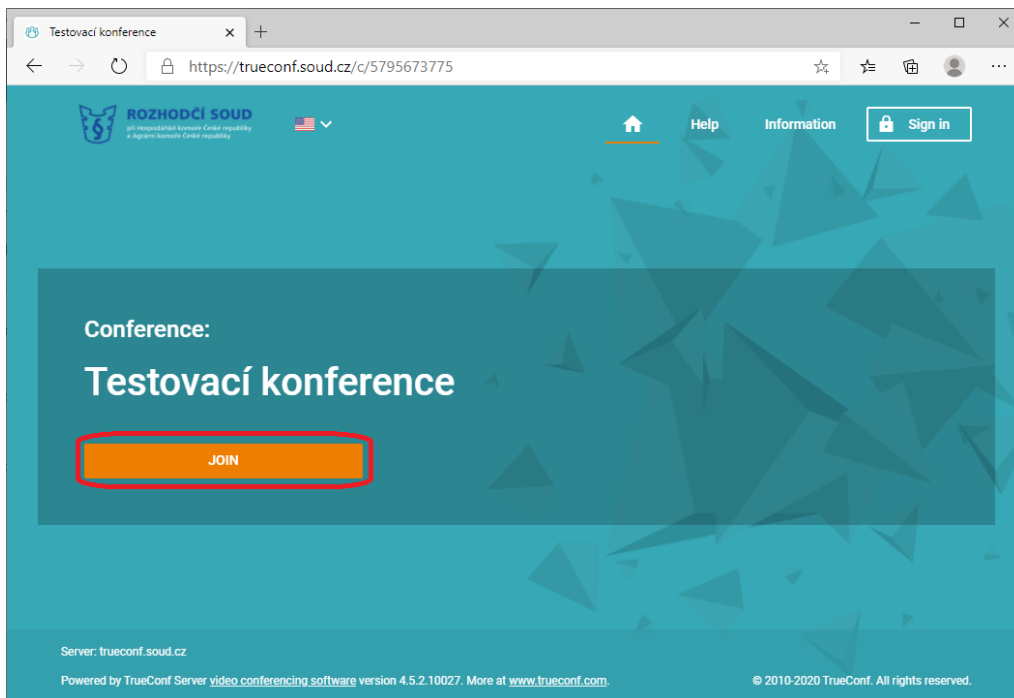 Testovací konference
https://trueconf.soud.cz/c/5795673775
ROZHODČÍ SOUD
při Hospodářské komoře České republiky
a Agrární komoře České republiky
Help
Information
Sign in
Conference:
Testovací konference
JOIN
Server: trueconf.soud.cz
Powered by TrueConf Server video conferencing software version 4.5.2.10027. More at www.trueconf.com.
© 2010-2020 TrueConf. All rights reserved.